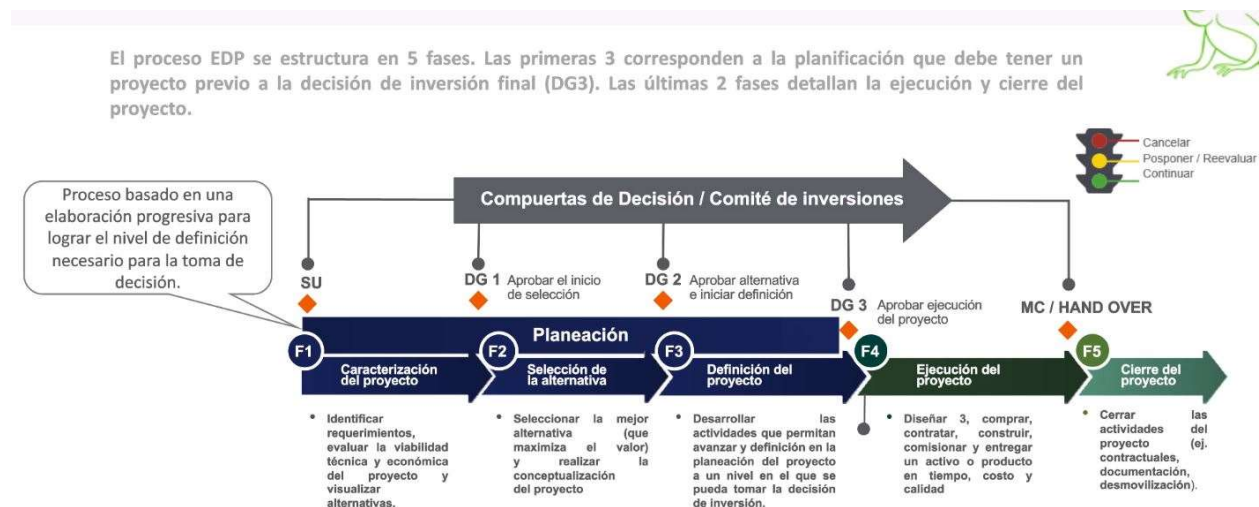 El proceso EDP se estructura en 5 fases. Las primeras 3 corresponden a la planificación que debe tener un
proyecto previo a la decisión de inversión final (DG3). Las últimas 2 fases detallan la ejecución y cierre del
proyecto.
Cancelar
Posponer / Reevaluar
Continuar
Proceso basado en una
elaboración progresiva para
lograr el nivel de definición
necesario para la toma de
decisión.
Compuertas de Decisión / Comité de inversiones
SU
DG 1 Aprobar el inicio
de selección
DG 2 Aprobar alternativa
e iniciar definición
DG 3 Aprobar ejecución
del proyecto
MC / HAND OVER
Planeación
F1
Caracterización
del proyecto
F2
Selección de
la alternativa
F3
Definición del
proyecto
F4
Ejecución del
proyecto
F5
Cierre del
proyecto
• Identificar
requerimientos,
evaluar la viabilidad
técnica y económica
del proyecto y
visualizar
alternativas.
• Seleccionar la mejor
alternativa (que
maximiza el valor)
y realizar la
conceptualización
del proyecto
• Desarrollar las
actividades que permitan
avanzar y definición en la
planeación del proyecto
a un nivel en el que se
pueda tomar la decisión
de inversión.
• Diseñar 3, comprar,
contratar, construir,
comisionar y entregar
un activo o producto
en tiempo, costo y
calidad
• Cerrar las
actividades del
proyecto (ej.
contractuales,
documentación,
desmovilización).